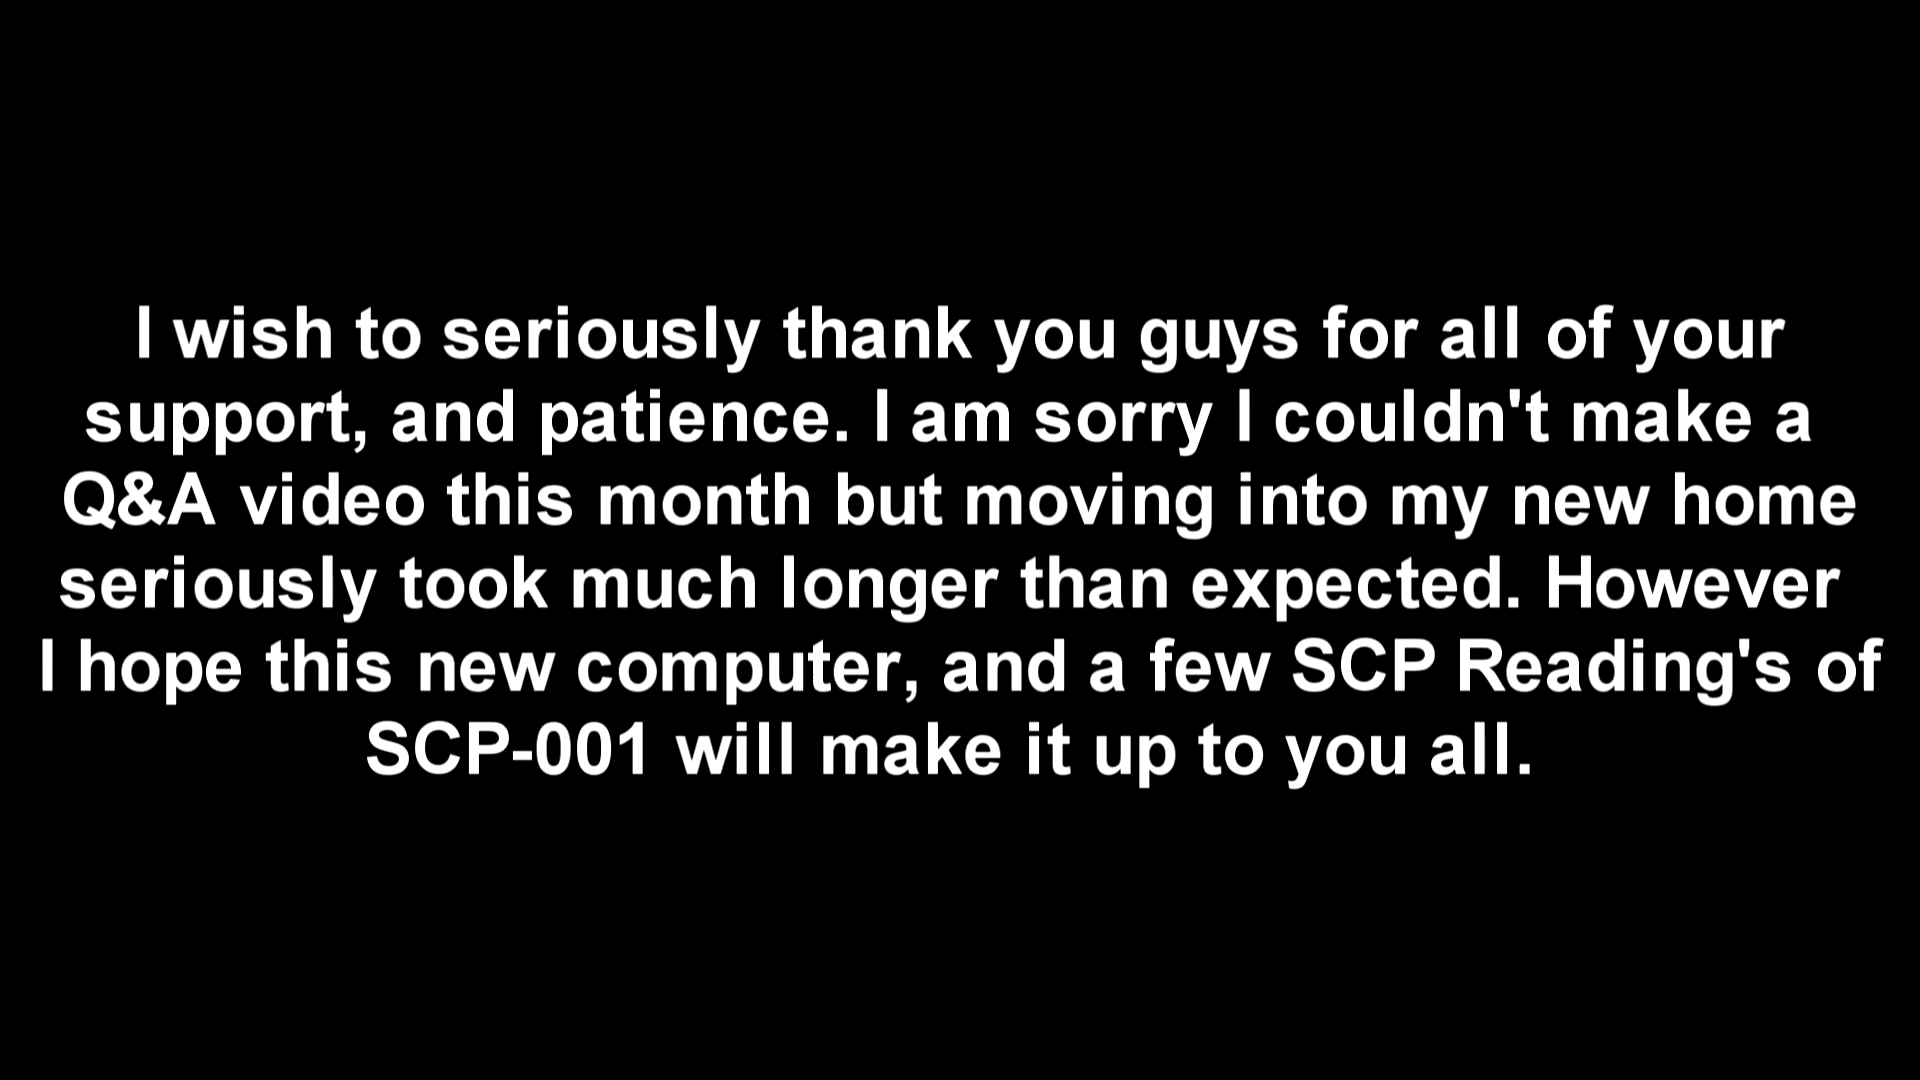 I wish to seriously thank you guys for all of your
support, and patience. I am sorry I couldn't make a
Q&A video this month but moving into my new home
seriously took much longer than expected. However
I hope this new computer, and a few SCP Reading's of
SCP-001 will make it up to you all.